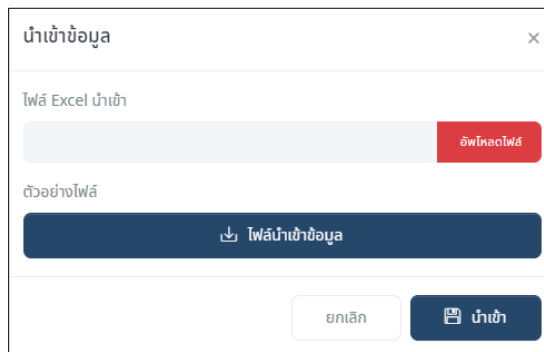 นำเข้าข้อมูล
ไฟล์ Excel นำเข้า
อัพโหลดไฟล์
ตัวอย่างไฟล์
ไฟล์นำเข้าข้อมูล
ยกเลิก
นำเข้า